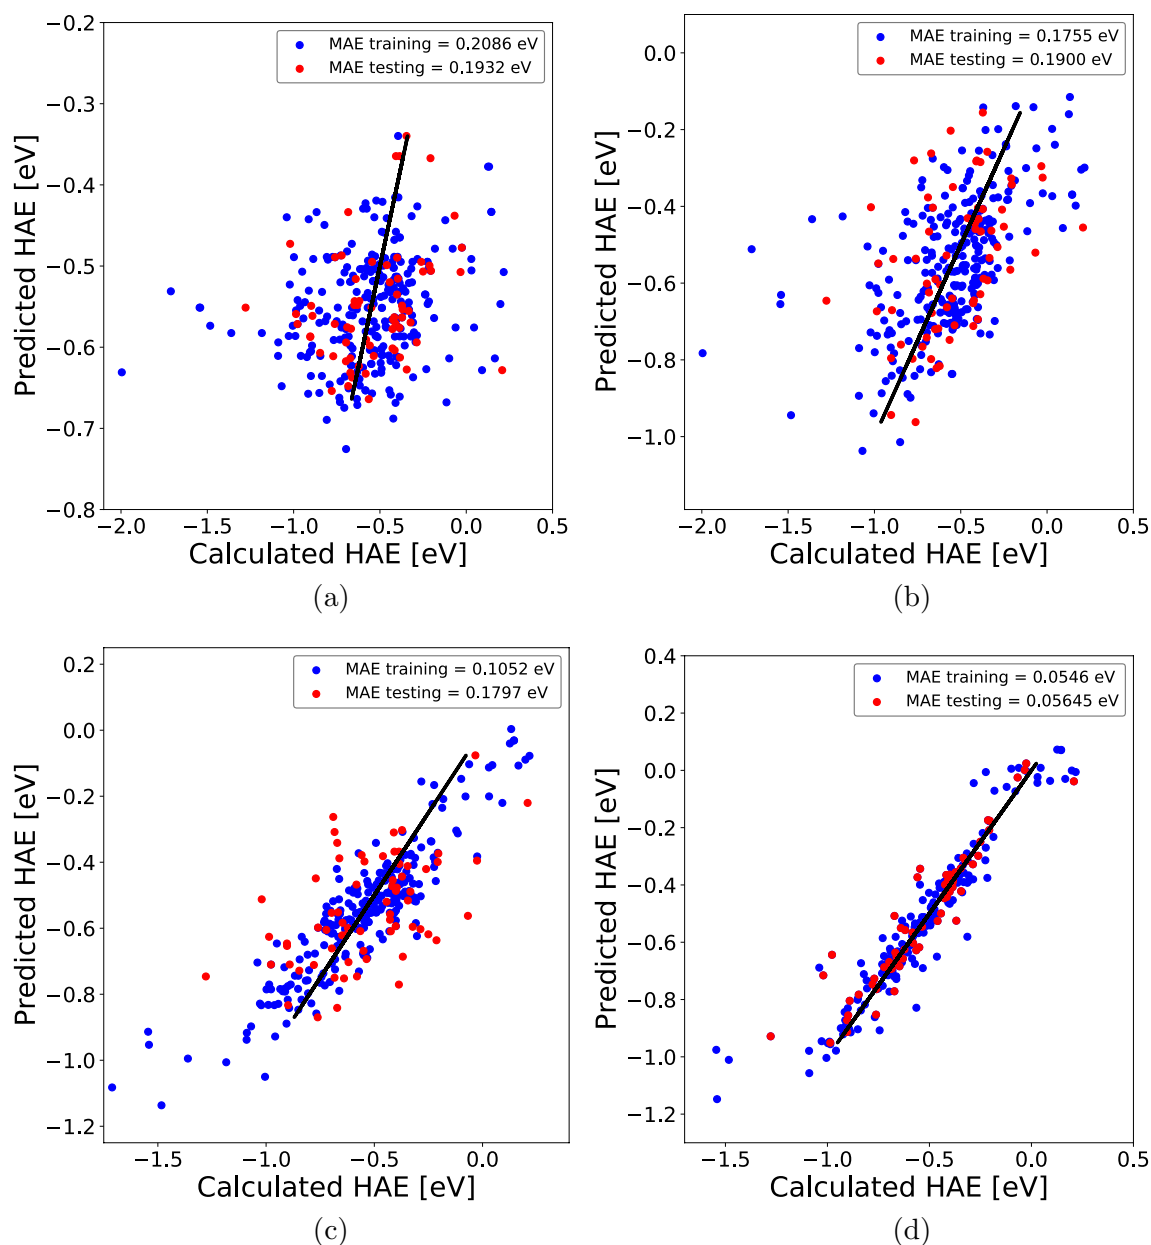 MAE training = 0.2086 eV
MAE testing = 0.1932 eV
−0.2
−0.3
−0.4
−0.5
−0.6
−0.7
−0.8
Predicted HAE [eV]
−2.0 −1.5 −1.0 −0.5 0.0 0.5
Calculated HAE [eV]
(a)
MAE training = 0.1755 eV
MAE testing = 0.1900 eV
0.0
−0.2
−0.4
−0.6
−0.8
−1.0
Predicted HAE [eV]
−2.0 −1.5 −1.0 −0.5 0.0 0.5
Calculated HAE [eV]
(b)
MAE training = 0.1052 eV
MAE testing = 0.1797 eV
0.2
0.0
−0.2
−0.4
−0.6
−0.8
−1.0
−1.2
Predicted HAE [eV]
−1.5 −1.0 −0.5 0.0
Calculated HAE [eV]
(c)
MAE training = 0.0546 eV
MAE testing = 0.05645 eV
0.4
0.2
0.0
−0.2
−0.4
−0.6
−0.8
−1.0
−1.2
Predicted HAE [eV]
−1.5 −1.0 −0.5 0.0 0.5
Calculated HAE [eV]
(d)